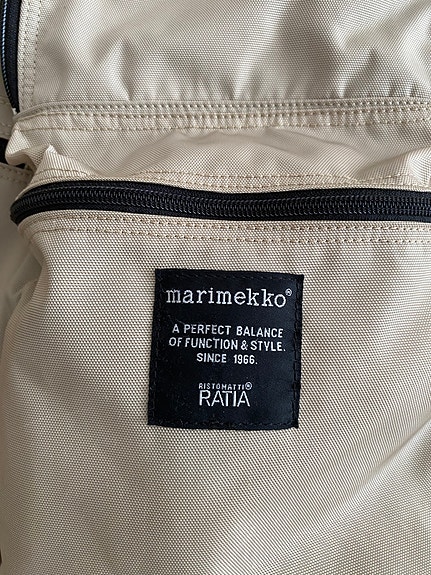 marimekko®
A PERFECT BALANCE
OF FUNCTION & STYLE.
SINCE 1966.
RISTOMATTI®
RATIA